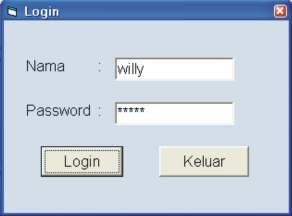 Login
Nama : willy
Password : *****
Login Keluar